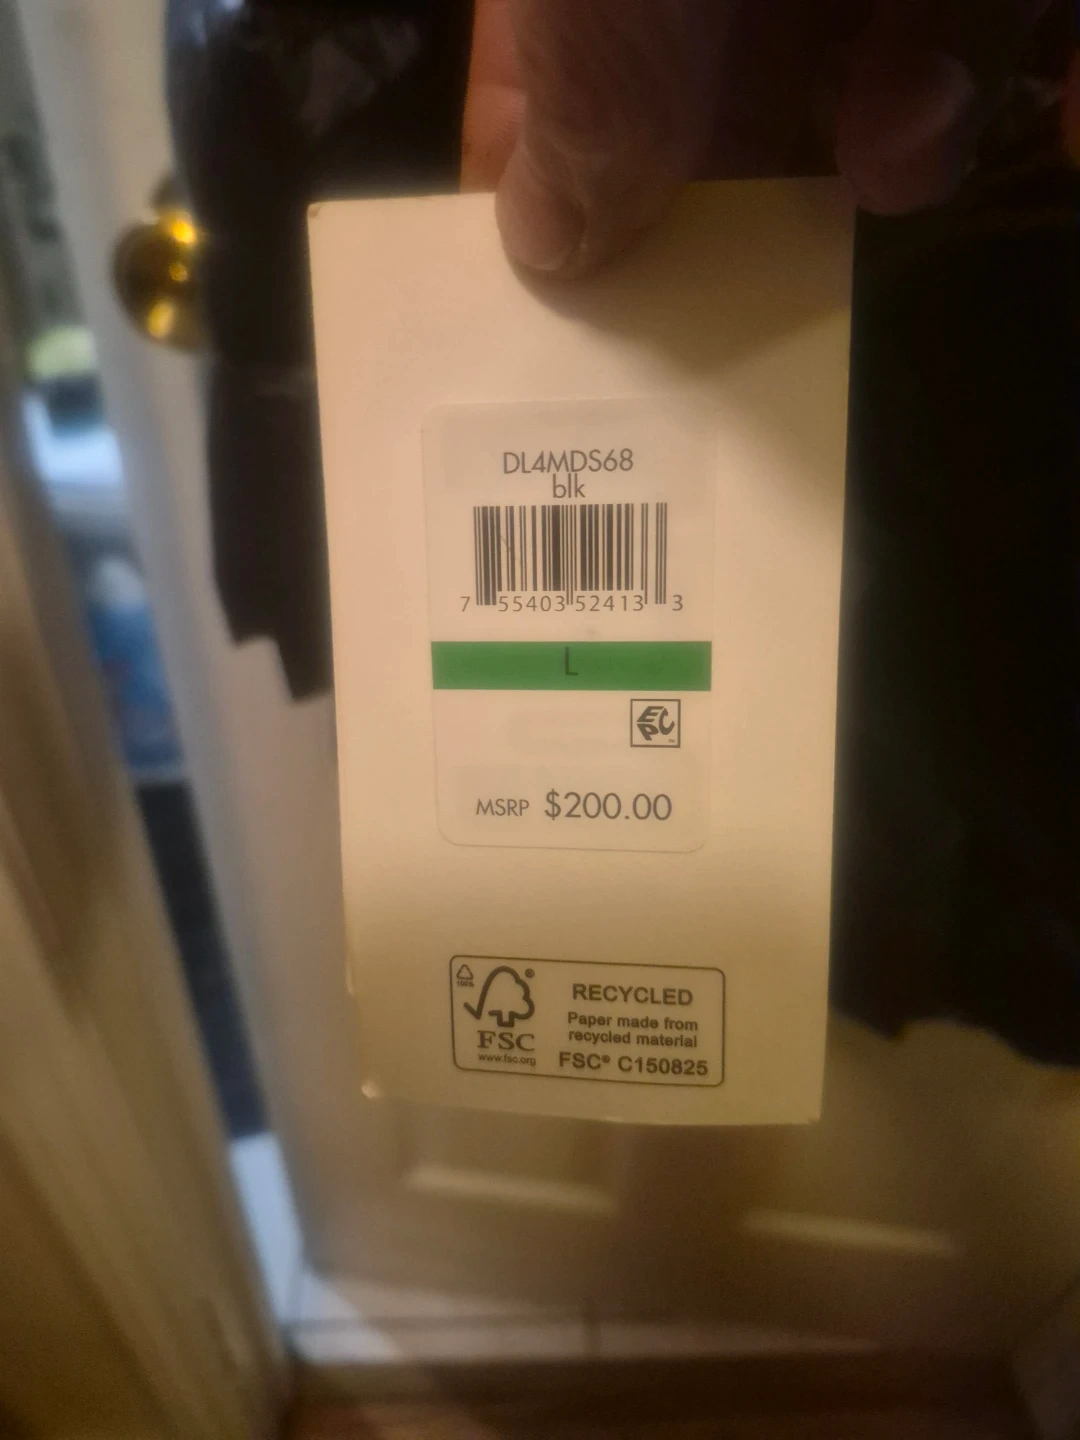 DL4MDS68
blk
7 55403 52413 3
L
EPC
MSRP $200.00
100%
RECYCLED
Paper made from
recycled material
FSC® C150825
FSC
www.fsc.org